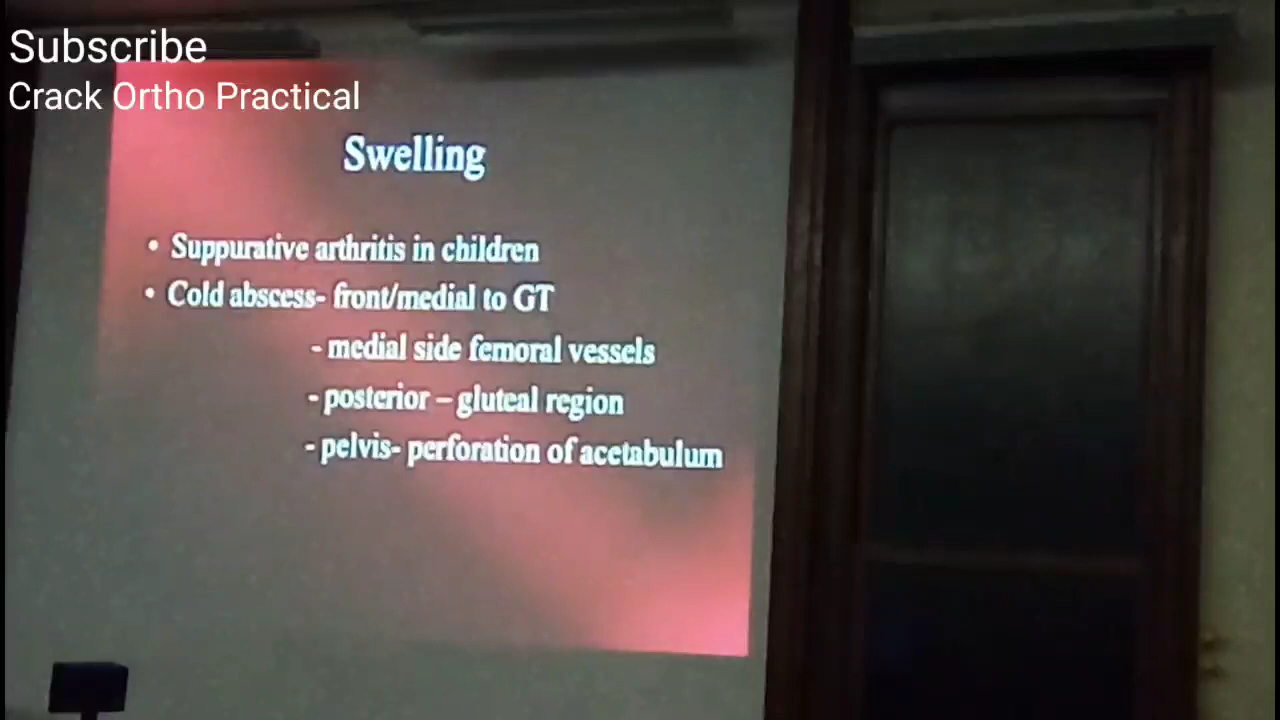 Subscribe
Crack Ortho Practical
Swelling
• Suppurative arthritis in children
• Cold abscess- front/medial to GT
- medial side femoral vessels
- posterior – gluteal region
- pelvis- perforation of acetabulum